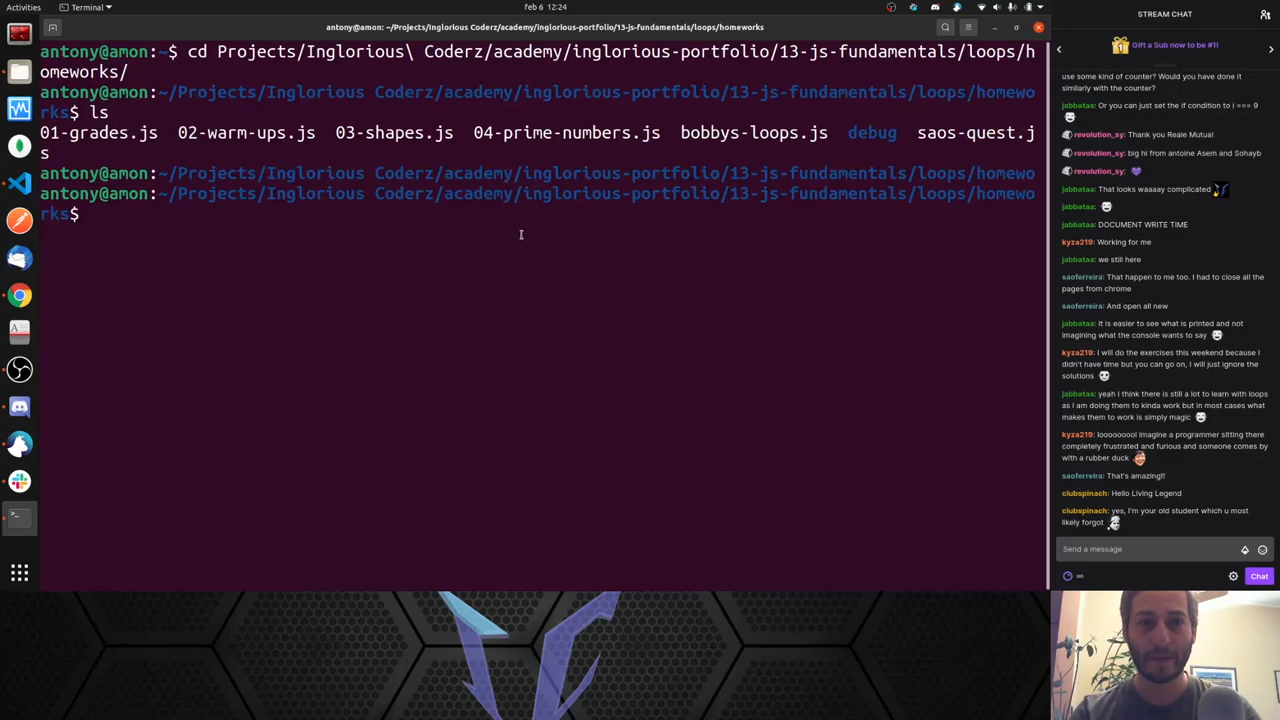 Activities
Terminal
feb 6 12:24
antony@amon: ~/Projects/Inglorious Coderz/academy/inglorious-portfolio/13-js-fundamentals/loops/homeworks
antony@amon:~$ cd Projects/Inglorious\ Coderz/academy/inglorious-portfolio/13-js-fundamentals/loops/h
omeworks/
antony@amon:~/Projects/Inglorious Coderz/academy/inglorious-portfolio/13-js-fundamentals/loops/homewo
rks$ ls
01-grades.js 02-warm-ups.js 03-shapes.js 04-prime-numbers.js bobbys-loops.js debug saos-quest.j
s
antony@amon:~/Projects/Inglorious Coderz/academy/inglorious-portfolio/13-js-fundamentals/loops/homewo
antony@amon:~/Projects/Inglorious Coderz/academy/inglorious-portfolio/13-js-fundamentals/loops/homewo
rks$
STREAM CHAT
Gift a Sub now to be #1!
use some kind of counter? Would you have done it
similarly with the counter?
jabbataa: Or you can just set the if condition to i === 9
revolution_sy: Thank you Reale Mutua!
revolution_sy: big hi from antoine Asem and Sohayb
revolution_sy:
jabbataa: That looks waaaay complicated
jabbataa:
jabbataa: DOCUMENT WRITE TIME
kyza219: Working for me
jabbataa: we still here
saoferreira: That happen to me too. I had to close all the
pages from chrome
saoferreira: And open all new
jabbataa: It is easier to see what is printed and not
imagining what the console wants to say
kyza219: I will do the exercises this weekend because I
didn't have time but you can go on, I will just ignore the
solutions
jabbataa: yeah I think there is still a lot to learn with loops
as I am doing them to kinda work but in most cases what
makes them to work is simply magic
kyza219: looooooool imagine a programmer sitting there
completely frustrated and furious and someone comes by
with a rubber duck
saoferreira: That's amazing!!
clubspinach: Hello Living Legend
clubspinach: yes, I'm your old student which u most
likely forgot
Send a message
Chat